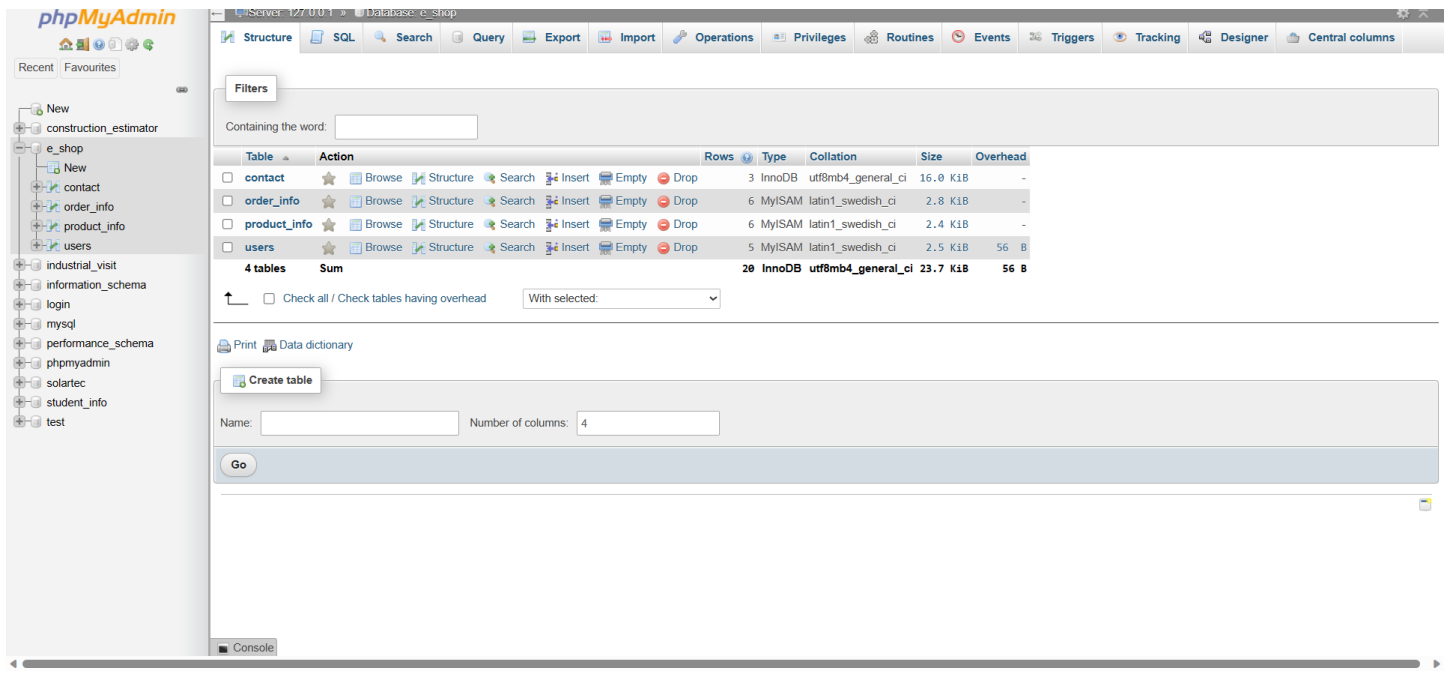 phpMyAdmin
Recent Favourites
New
construction_estimator
e_shop
New
contact
order_info
product_info
users
industrial_visit
information_schema
login
mysql
performance_schema
phpmyadmin
solartec
student_info
test
Server: 127.0.0.1 » Database: e_shop
Structure SQL Search Query Export Import Operations Privileges Routines Events Triggers Tracking Designer Central columns
Filters
Containing the word:
Table Action Rows Type Collation Size Overhead
contact Browse Structure Search Insert Empty Drop 3 InnoDB utf8mb4_general_ci 16.0 KiB -
order_info Browse Structure Search Insert Empty Drop 6 MyISAM latin1_swedish_ci 2.8 KiB -
product_info Browse Structure Search Insert Empty Drop 6 MyISAM latin1_swedish_ci 2.4 KiB -
users Browse Structure Search Insert Empty Drop 5 MyISAM latin1_swedish_ci 2.5 KiB 56 B
4 tables Sum 20 InnoDB utf8mb4_general_ci 23.7 KiB 56 B
Check all / Check tables having overhead With selected:
Print Data dictionary
Create table
Name: Number of columns: 4
Go
Console